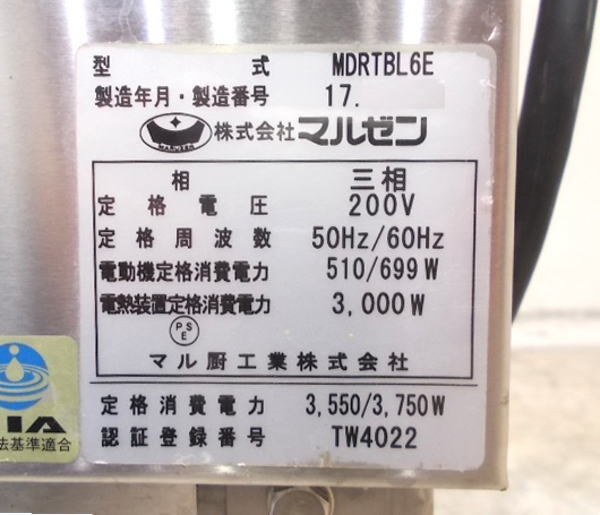 型式 MDRTBL6E
製造年月・製造番号 17.
MARUZEN 株式会社マルゼン
相 三相
定格電圧 200V
定格周波数 50Hz/60Hz
電動機定格消費電力 510/699W
電熱装置定格消費電力 3,000W
PSE
マル厨工業株式会社
定格消費電力 3,550/3,750W
認証登録番号 TW4022
IA
法基準適合